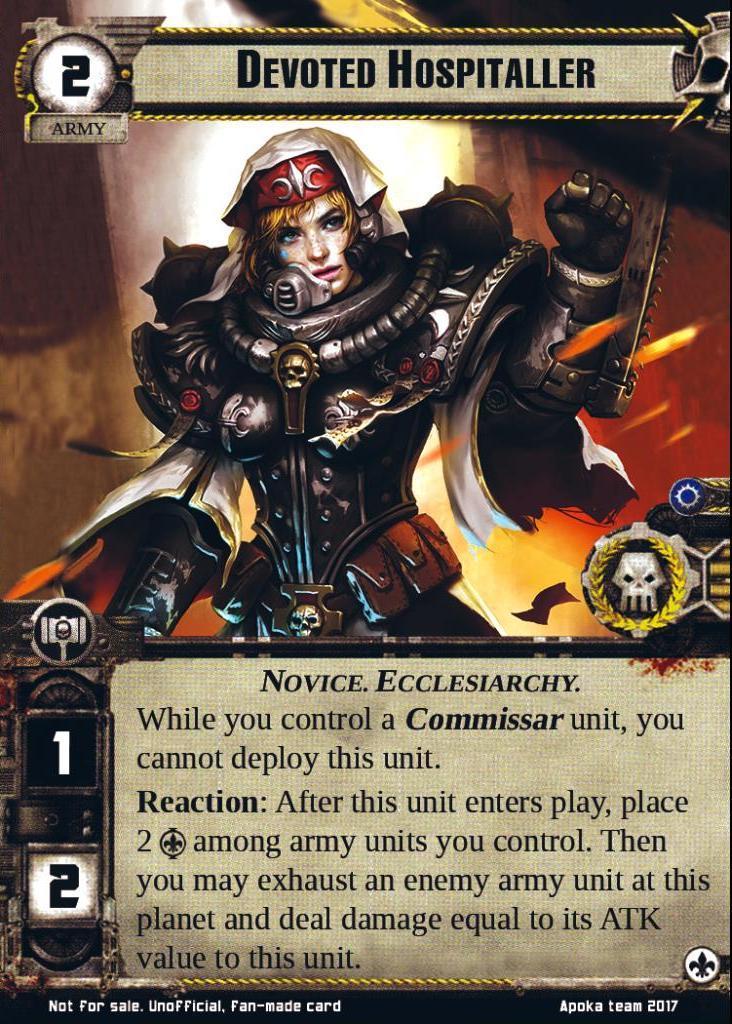 2
DEVOTED HOSPITALLER
ARMY
NOVICE. ECCLESIARCHY.
While you control a Commissar unit, you
cannot deploy this unit.
1
Reaction: After this unit enters play, place
2 among army units you control. Then
2
you may exhaust an enemy army unit at this
planet and deal damage equal to its ATK
value to this unit.
Not for sale. Unofficial, Fan-made card
Apoka team 2017